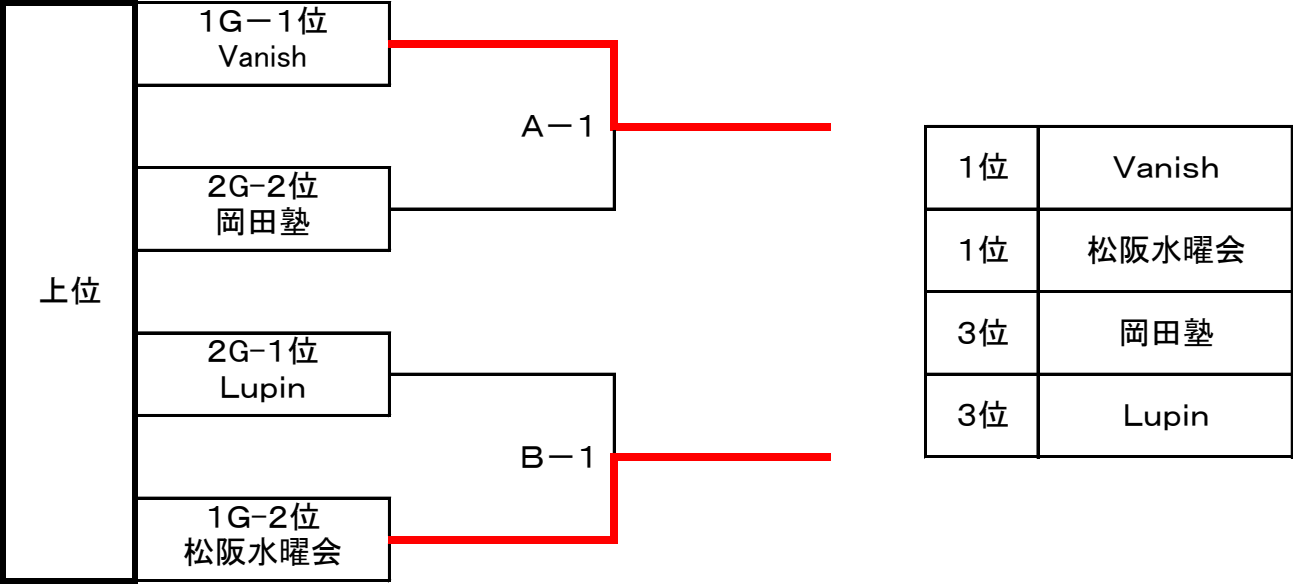 上位
1G－1位
Vanish
A－1
2G-2位
岡田塾
2G-1位
Lupin
B－1
1G-2位
松阪水曜会
1位 Vanish
1位 松阪水曜会
3位 岡田塾
3位 Lupin